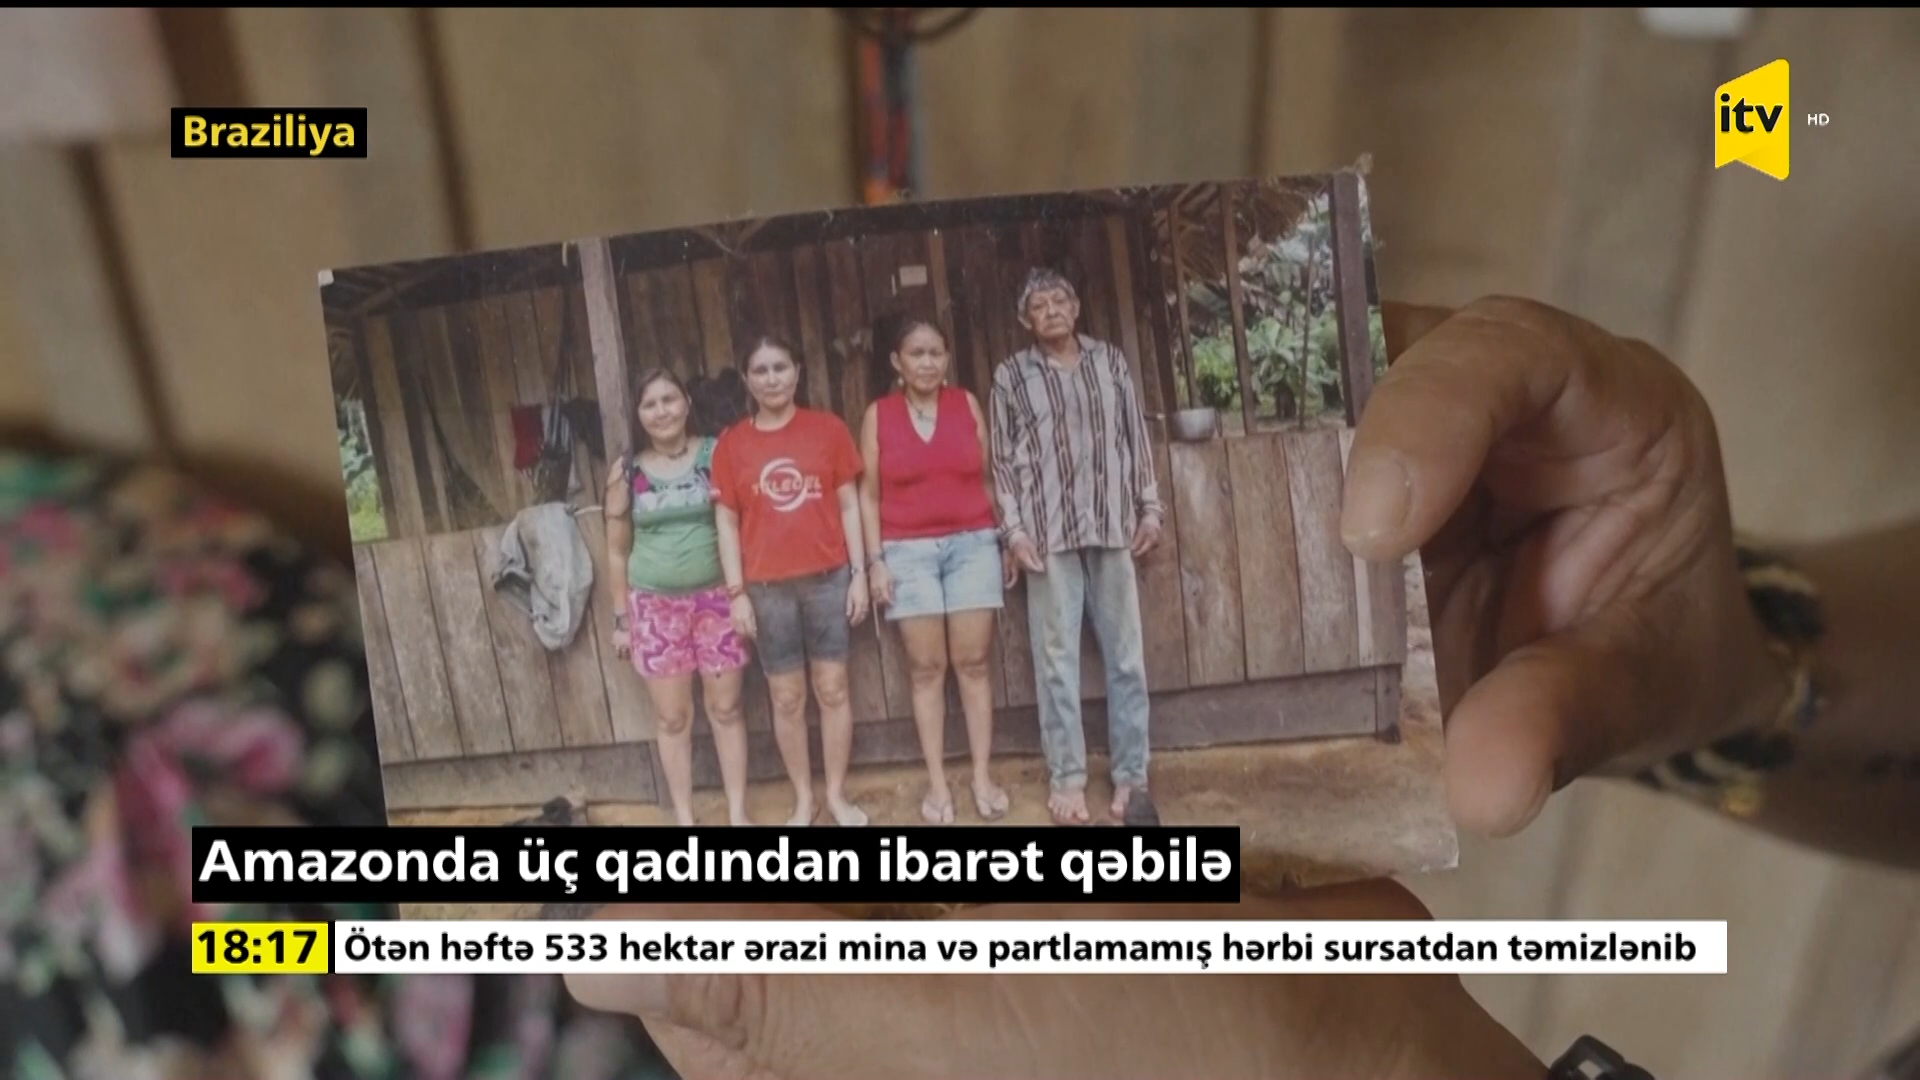 Braziliya
itv HD
TELECEL
Amazonda üç qadından ibarət qəbilə
18:17 Ötən həftə 533 hektar ərazi mina və partlamamış hərbi sursatdan təmizlənib